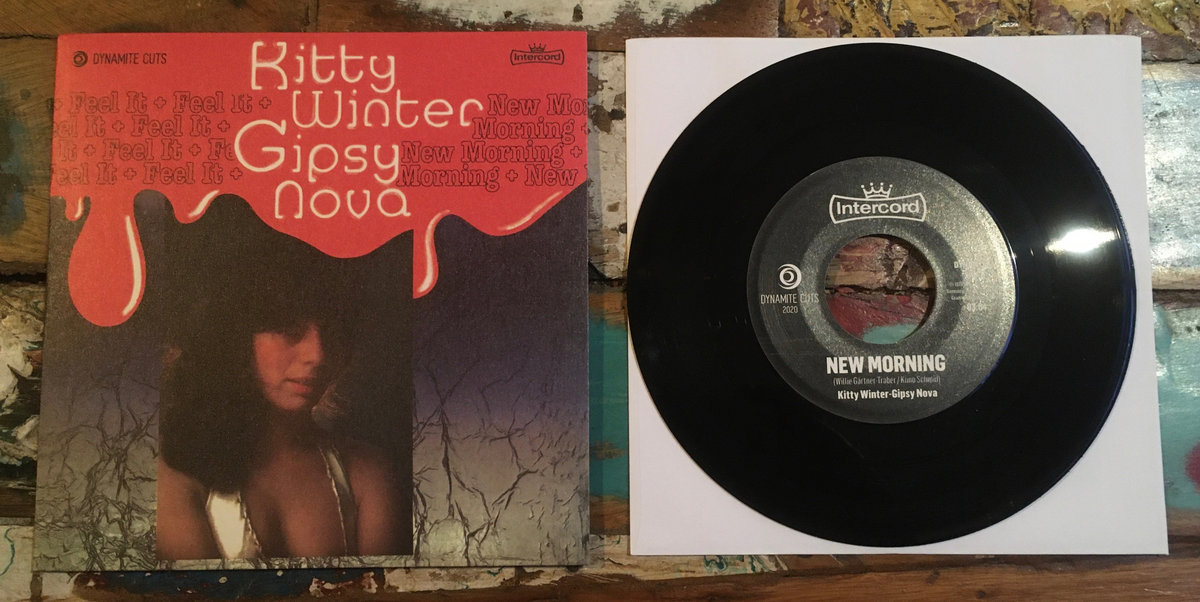 DYNAMITE CUTS
Kitty
Winter
Gipsy
Nova
Intercord
+ Feel It + Feel It +
el It + Feel It +
It + Feel It + Fe
eel It + Feel It +
New Mo
Morning +
New Morning +
Morning + New
Intercord
DYNAMITE CUTS
2020
NEW MORNING
(Willie Gärtner-Traber / Kuno Schmid)
Kitty Winter-Gipsy Nova